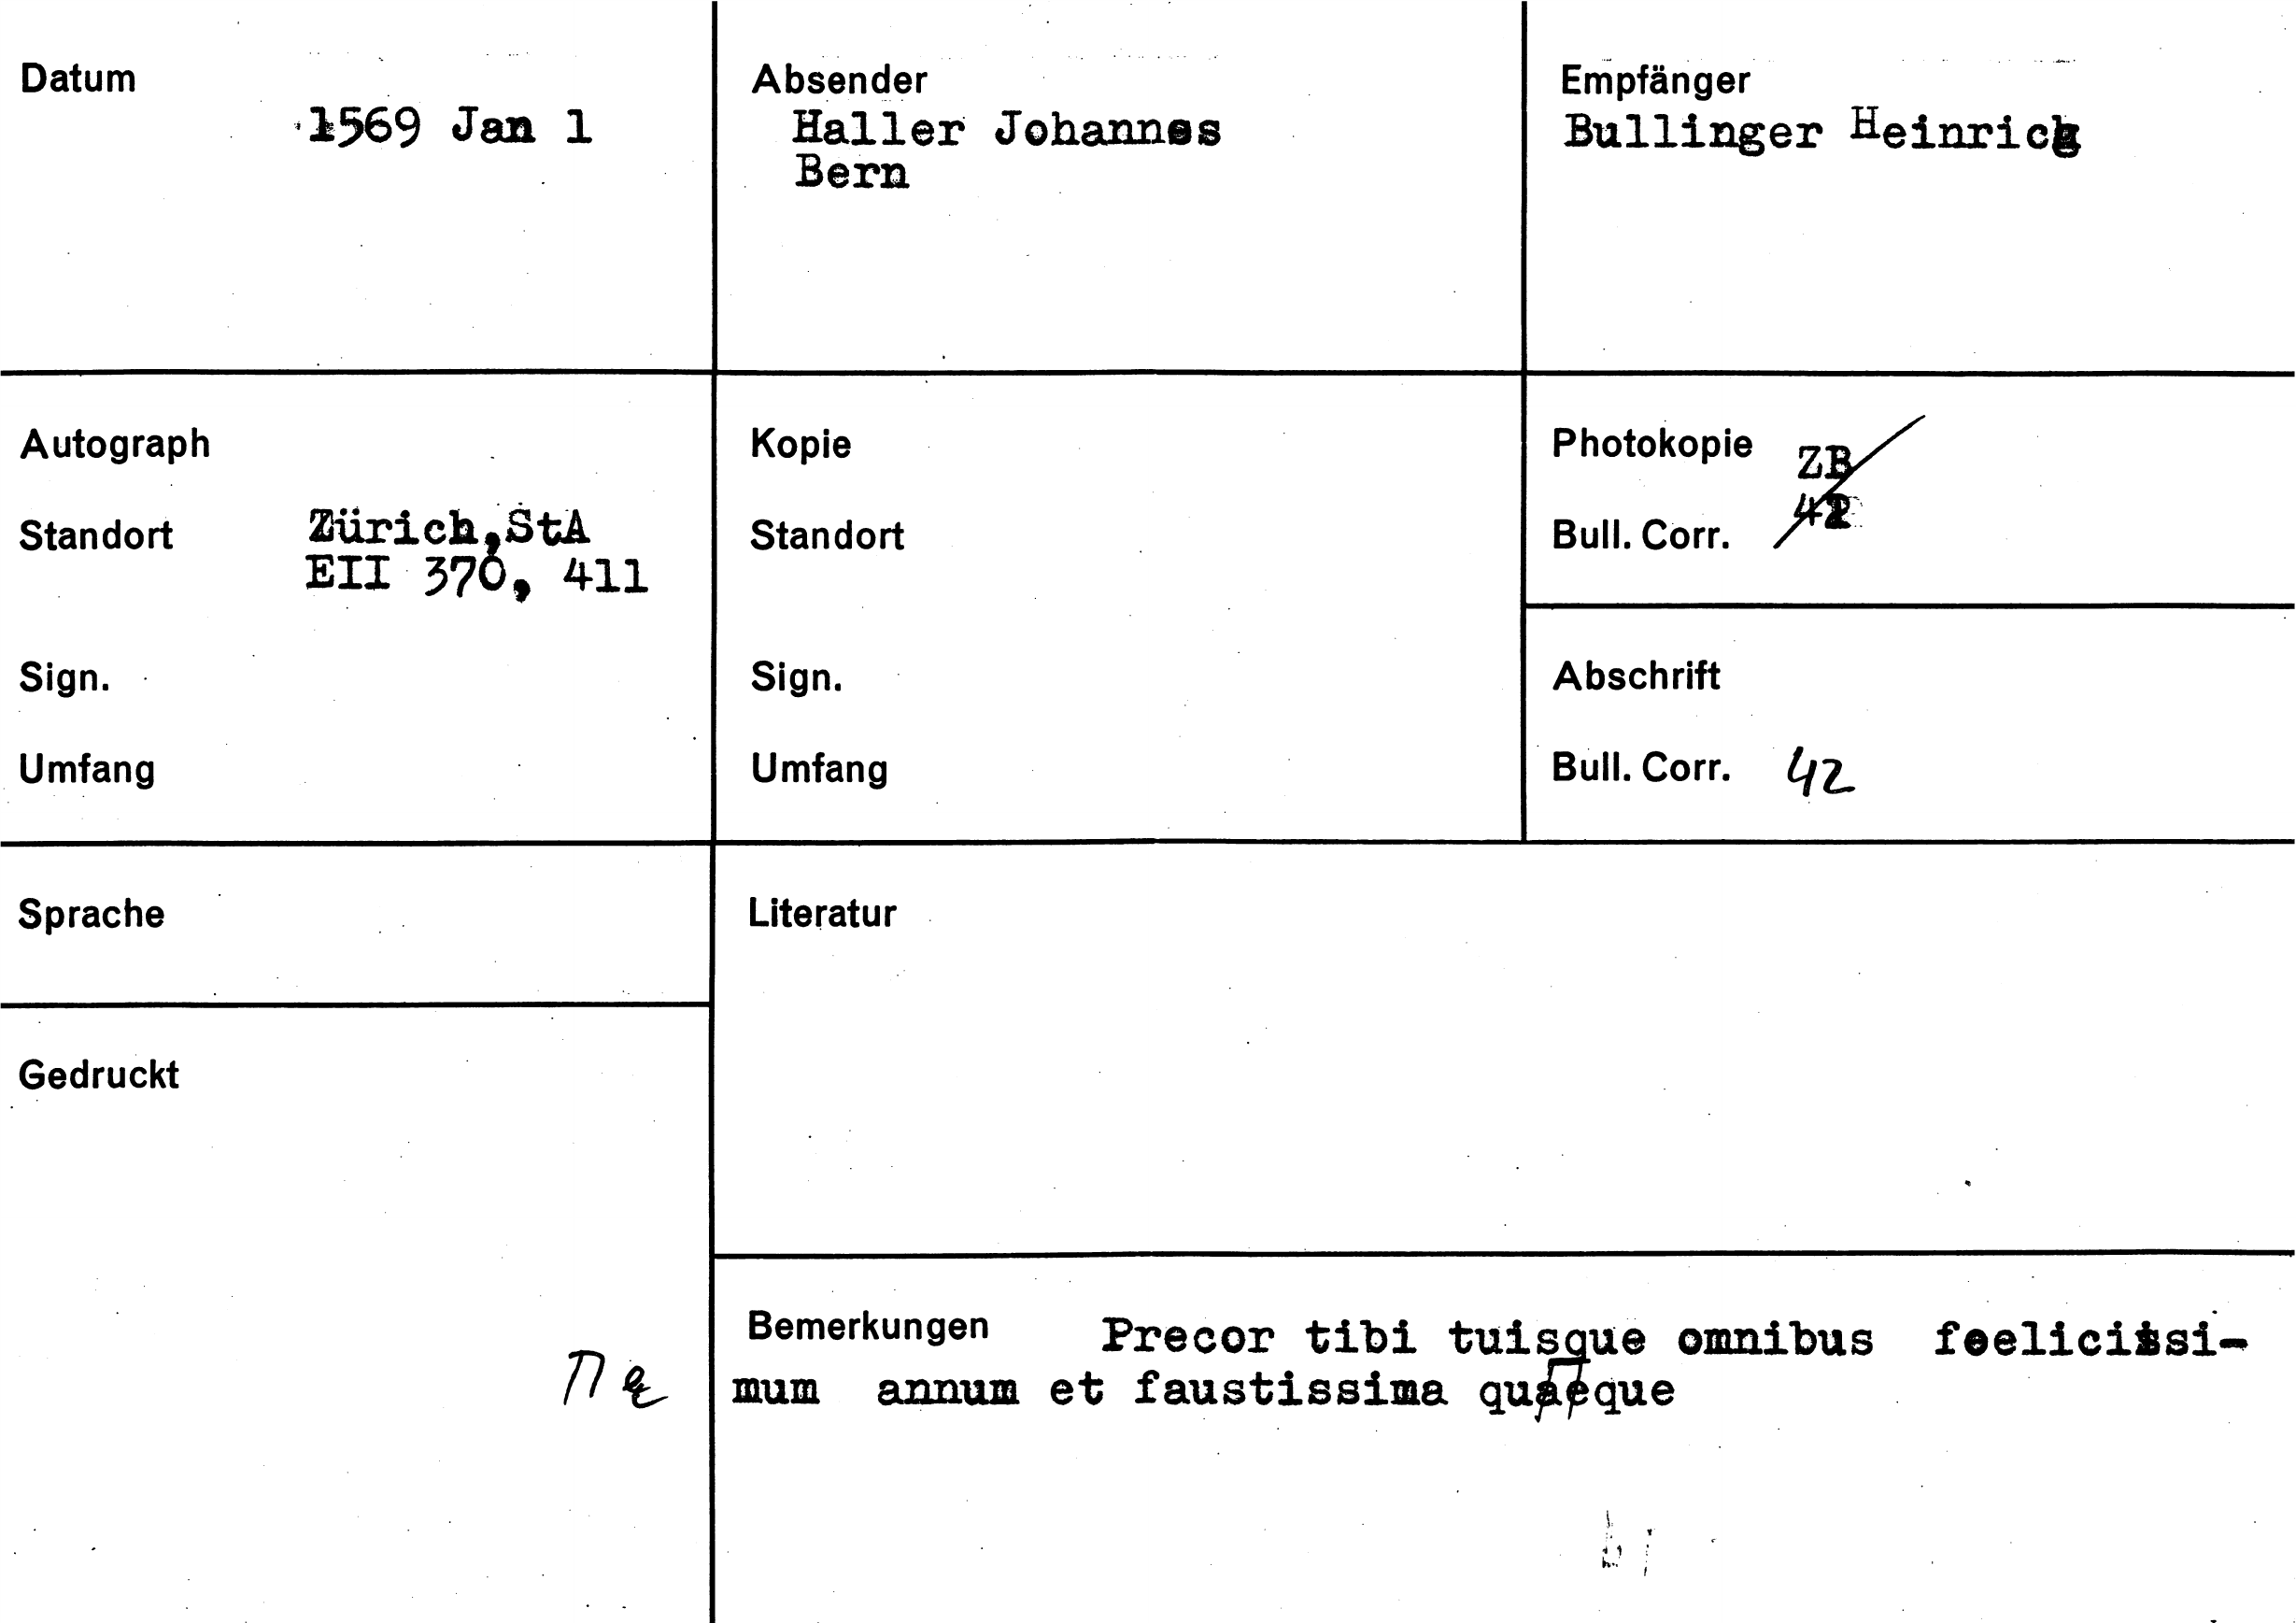 Datum
1569 Jan 1
Absender
Haller Johannes
Bern
Empfänger
Bullinger Heinrich
Autograph
Standort
Zürich, StA
EII 370, 411
Sign.
Umfang
Kopie
Standort
Sign.
Umfang
Photokopie
ZB
42
Bull. Corr.
Abschrift
Bull. Corr. 42
Sprache
Gedruckt
Literatur
Bemerkungen Precor tibi tuisque omnibus foelicissi-
mum annum et faustissima quaeque